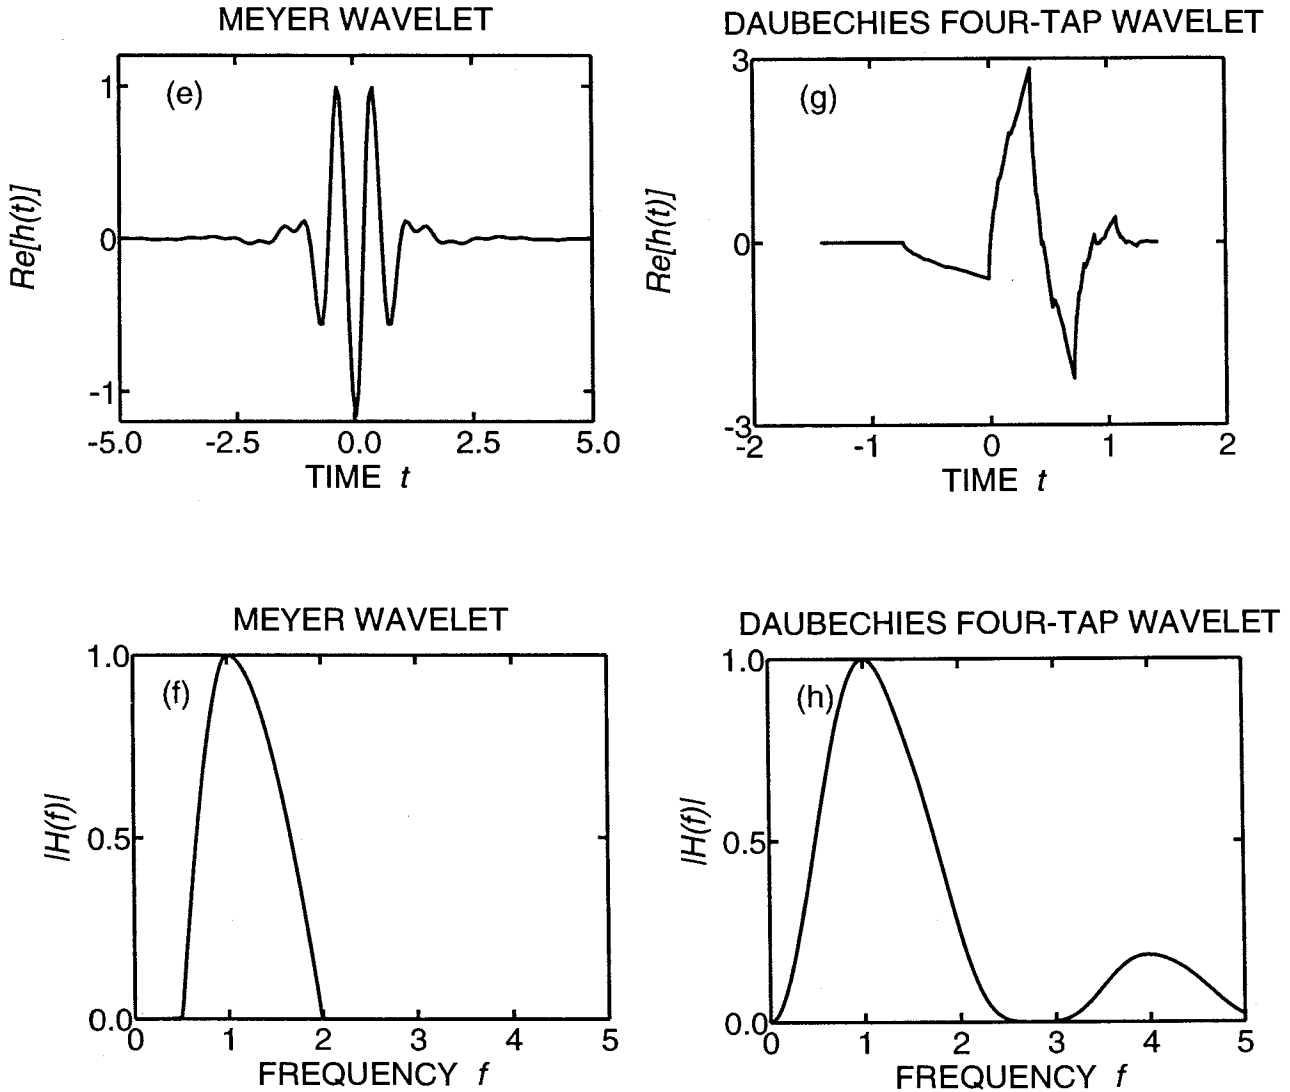 MEYER WAVELET
(e)
1
0
-1
Re[h(t)]
-5.0 -2.5 0.0 2.5 5.0
TIME t
DAUBECHIES FOUR-TAP WAVELET
(g)
3
0
-3
Re[h(t)]
-2 -1 0 1 2
TIME t
MEYER WAVELET
(f)
1.0
0.5
0.0
|H(f)|
0 1 2 3 4 5
FREQUENCY f
DAUBECHIES FOUR-TAP WAVELET
(h)
1.0
0.5
0.0
|H(f)|
0 1 2 3 4 5
FREQUENCY f